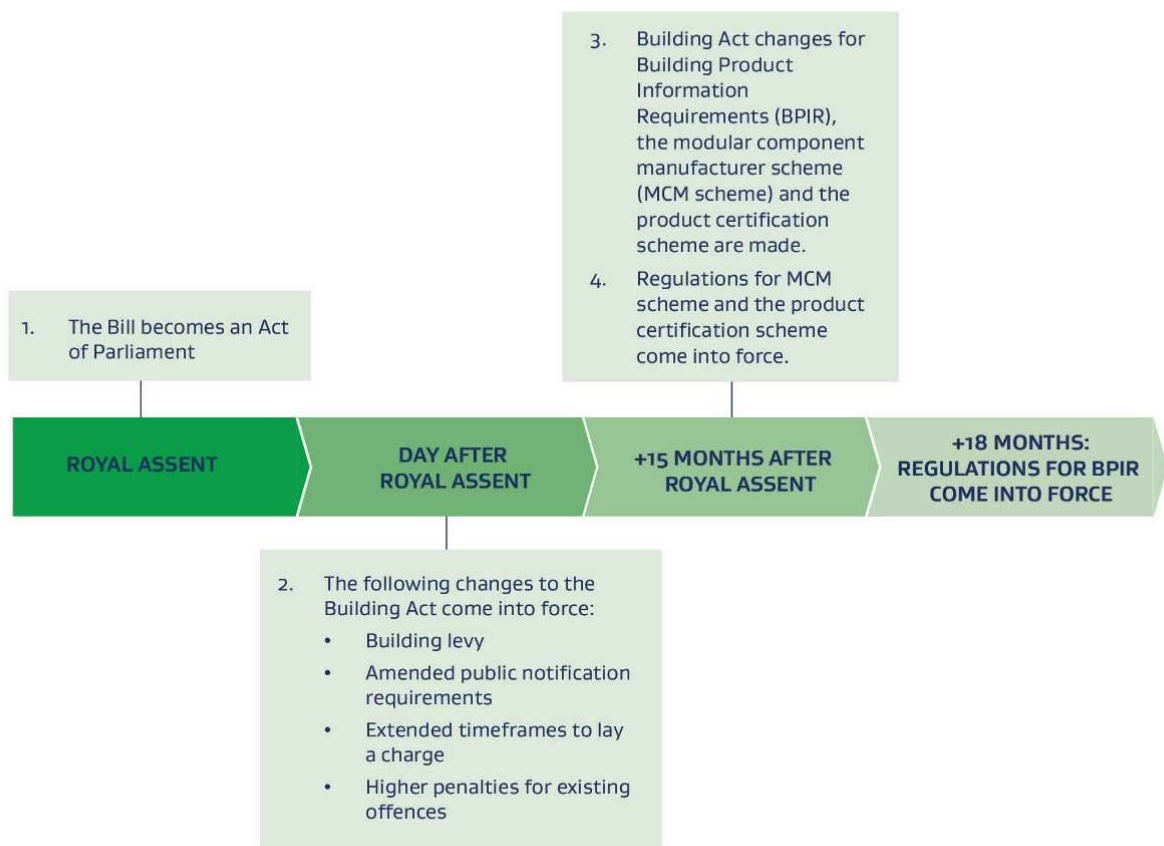 3. Building Act changes for
Building Product
Information
Requirements (BPIR),
the modular component
manufacturer scheme
(MCM scheme) and the
product certification
scheme are made.
4. Regulations for MCM
scheme and the product
certification scheme
come into force.
1. The Bill becomes an Act
of Parliament
ROYAL ASSENT
DAY AFTER
ROYAL ASSENT
+15 MONTHS AFTER
ROYAL ASSENT
+18 MONTHS:
REGULATIONS FOR BPIR
COME INTO FORCE
2. The following changes to the
Building Act come into force:
• Building levy
• Amended public notification
requirements
• Extended timeframes to lay
a charge
• Higher penalties for existing
offences